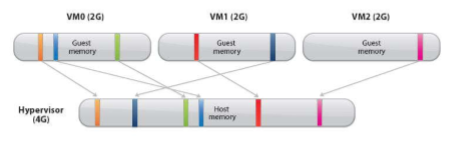 VM0 (2G)
VM1 (2G)
VM2 (2G)
Guest
memory
Guest
memory
Guest
memory
Hypervisor
(4G)
Host
memory